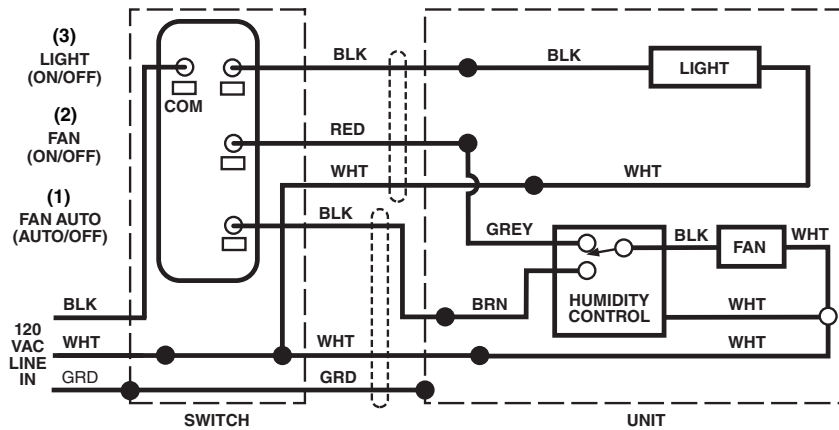 (3)
LIGHT
(ON/OFF)
COM
BLK
BLK
LIGHT
(2)
FAN
(ON/OFF)
RED
WHT
WHT
(1)
FAN AUTO
(AUTO/OFF)
BLK
GREY
BLK
FAN
WHT
BRN
HUMIDITY
CONTROL
WHT
120
VAC
LINE
IN
BLK
WHT
WHT
WHT
GRD
GRD
SWITCH
UNIT